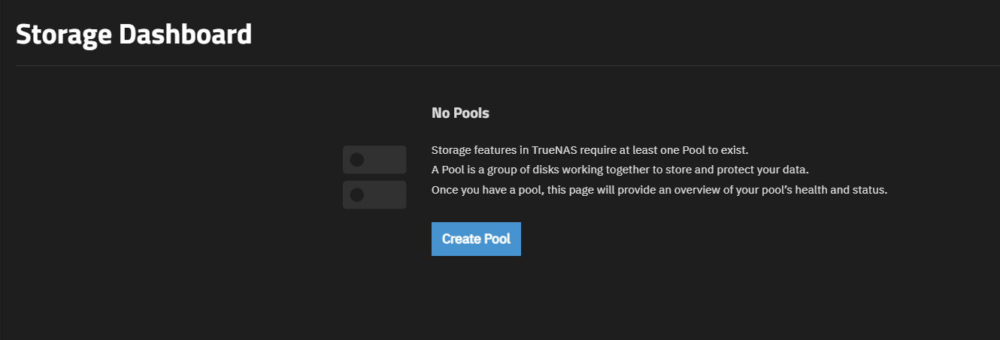 Storage Dashboard
No Pools
Storage features in TrueNAS require at least one Pool to exist.
A Pool is a group of disks working together to store and protect your data.
Once you have a pool, this page will provide an overview of your pool’s health and status.
Create Pool